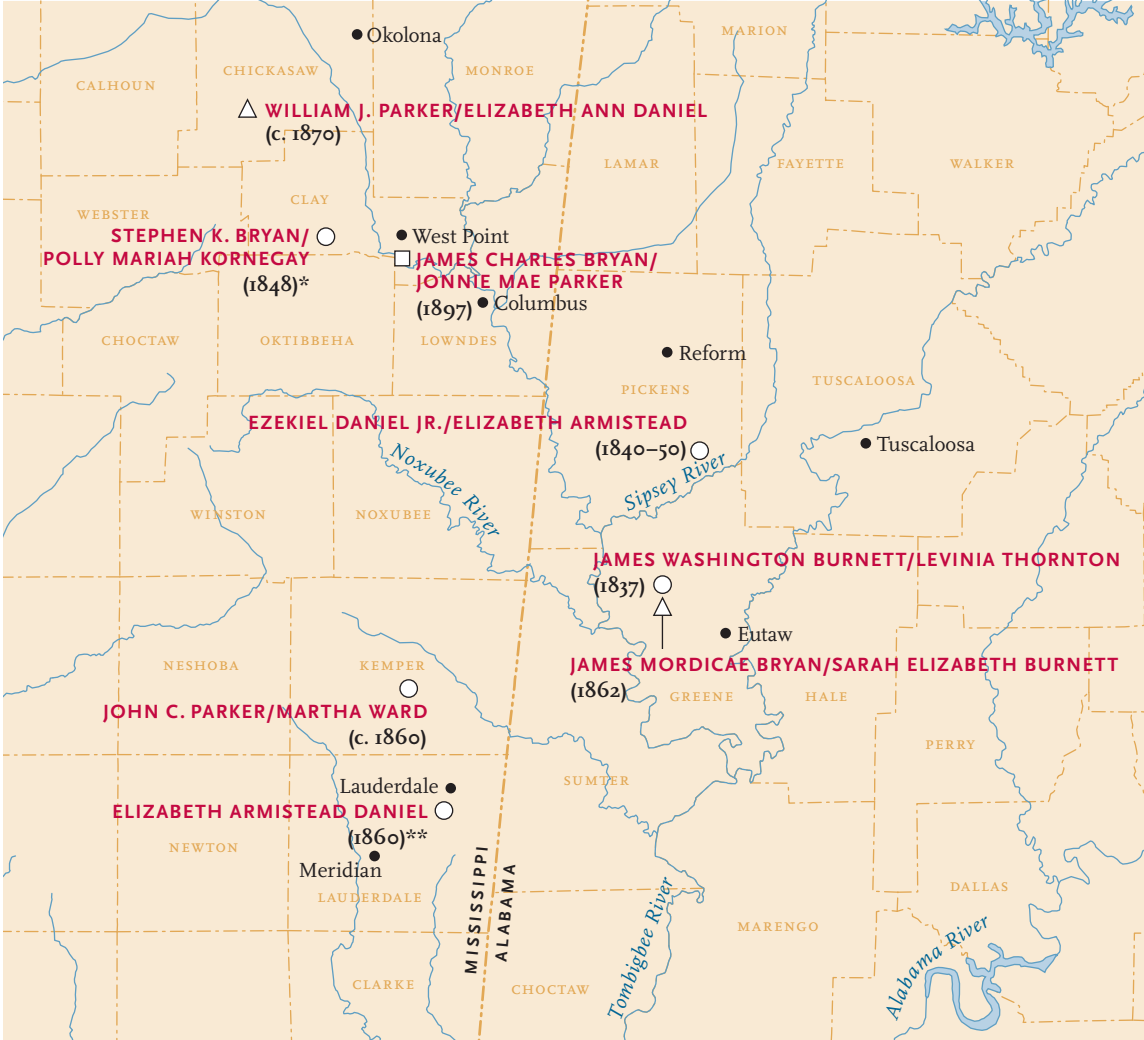 Okolona
MARION
CHICKASAW
MONROE
CALHOUN
WILLIAM J. PARKER/ELIZABETH ANN DANIEL
(c. 1870)
LAMAR
FAYETTE
WALKER
CLAY
WEBSTER
STEPHEN K. BRYAN/
POLLY MARIAH KORNEGAY
(1848)*
West Point
JAMES CHARLES BRYAN/
JONNIE MAE PARKER
(1897)
Columbus
CHOCTAW
OKTIBBEHA
LOWNDES
Reform
PICKENS
TUSCALOOSA
EZEKIEL DANIEL JR./ELIZABETH ARMISTEAD
(1840–50)
Tuscaloosa
Noxubee River
Sipsey River
WINSTON
NOXUBEE
JAMES WASHINGTON BURNETT/LEVINIA THORNTON
(1837)
Eutaw
JAMES MORDICAE BRYAN/SARAH ELIZABETH BURNETT
(1862)
NESHOBA
KEMPER
GREENE
HALE
JOHN C. PARKER/MARTHA WARD
(c. 1860)
PERRY
SUMTER
Lauderdale
ELIZABETH ARMISTEAD DANIEL
(1860)**
NEWTON
Meridian
LAUDERDALE
MISSISSIPPI
ALABAMA
DALLAS
MARENGO
Tombigbee River
Alabama River
CLARKE
CHOCTAW